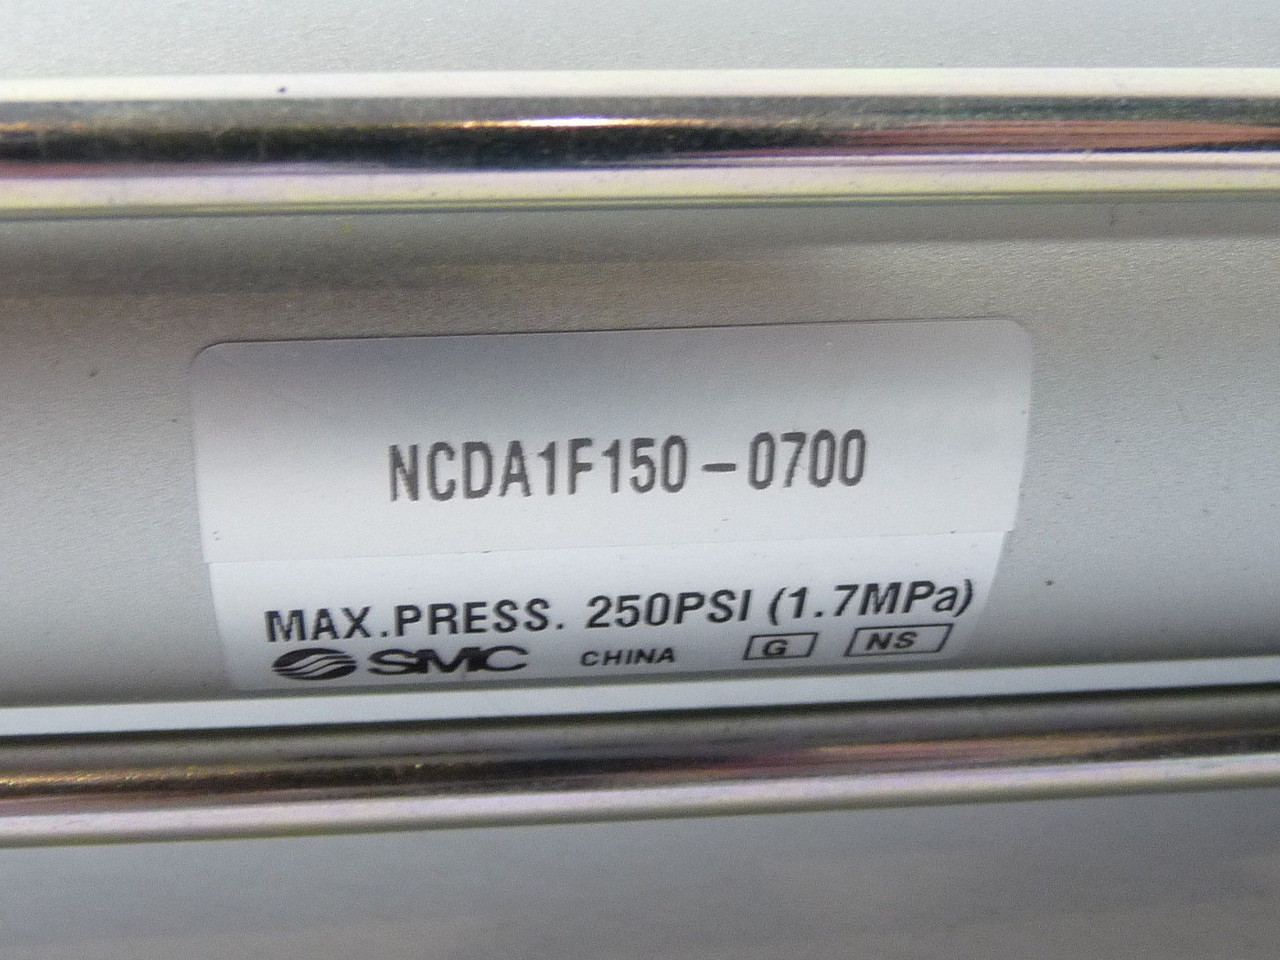 NCDA1F150-0700
MAX.PRESS. 250PSI (1.7MPa)
SMC CHINA G NS